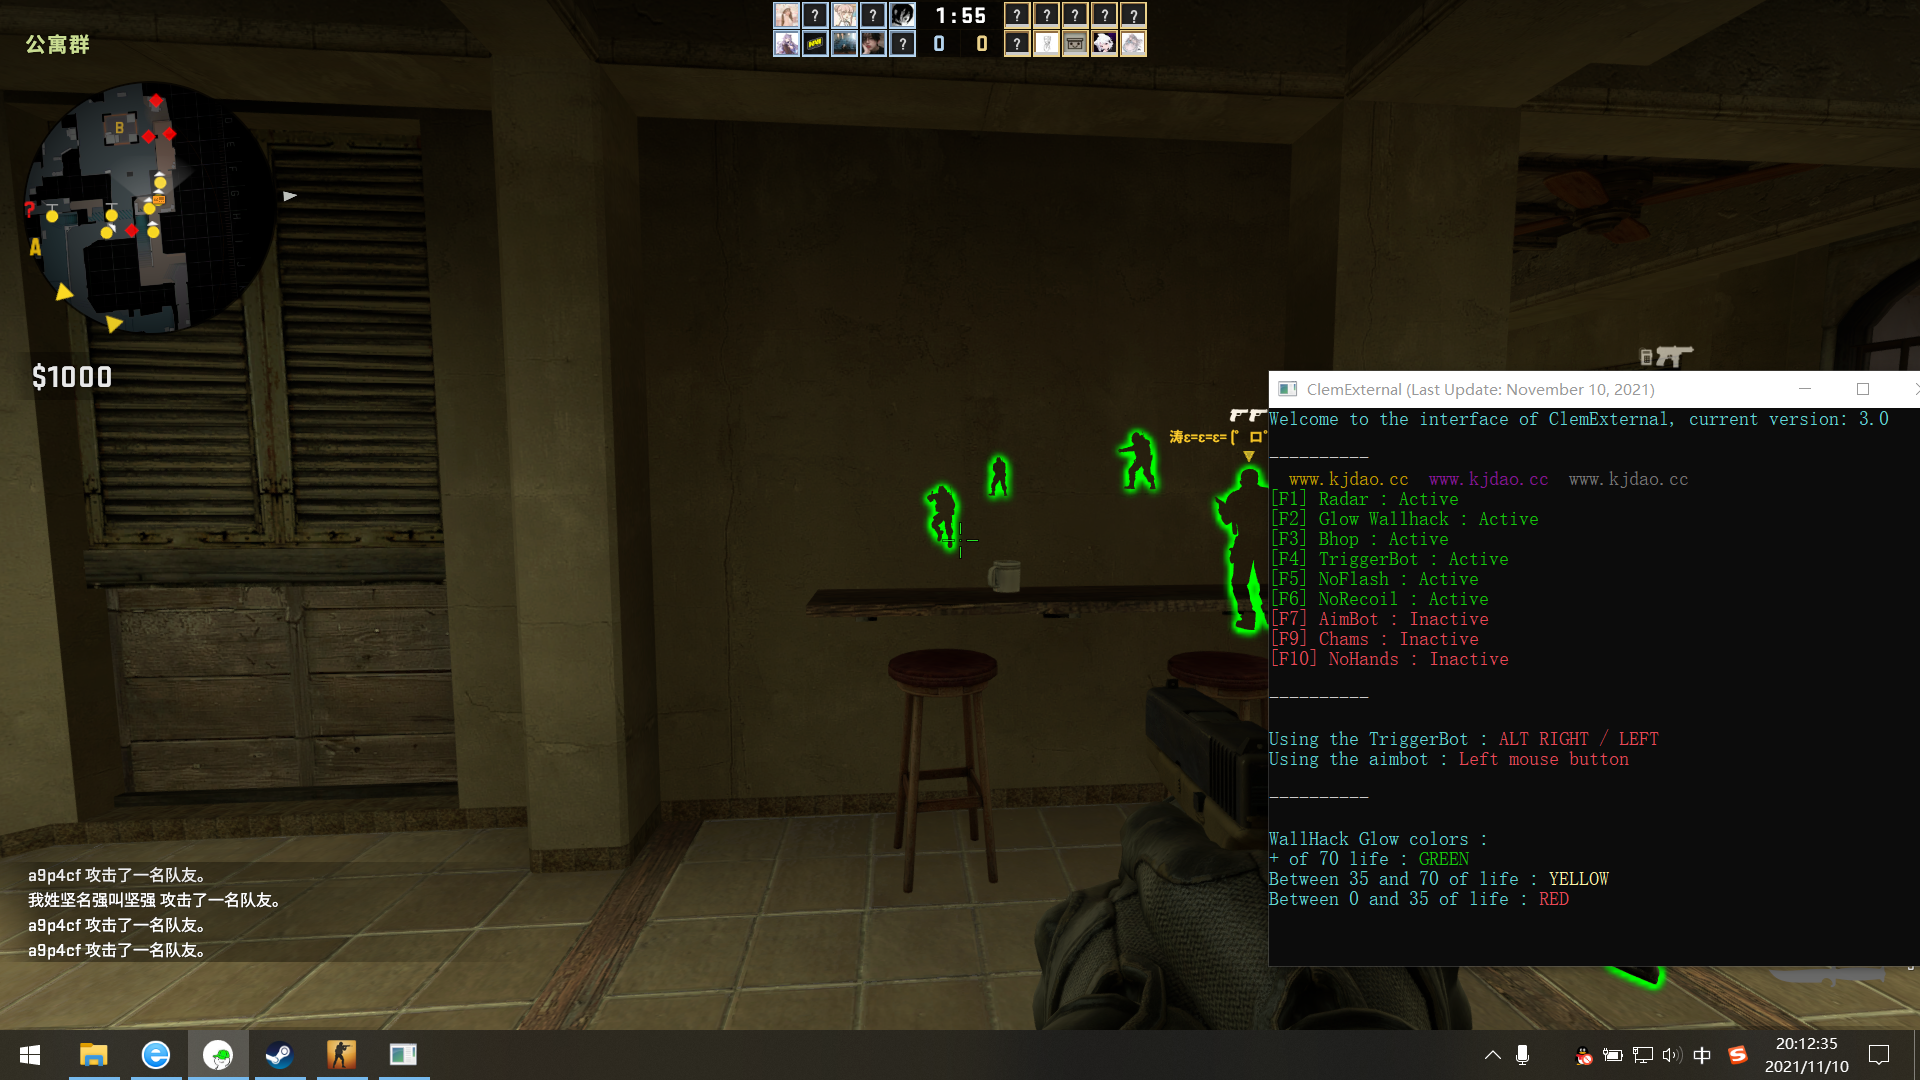 公寓群
? ? 1:55 ? ? ? ? ?
NAVI ? 0 0 ?
B
?
A
$1000
涛ε=ε=ε=(゜ロ゜
ClemExternal (Last Update: November 10, 2021)
Welcome to the interface of ClemExternal, current version: 3.0
----------
www.kjdao.cc www.kjdao.cc www.kjdao.cc
[F1] Radar : Active
[F2] Glow Wallhack : Active
[F3] Bhop : Active
[F4] TriggerBot : Active
[F5] NoFlash : Active
[F6] NoRecoil : Active
[F7] AimBot : Inactive
[F9] Chams : Inactive
[F10] NoHands : Inactive
----------
Using the TriggerBot : ALT RIGHT / LEFT
Using the aimbot : Left mouse button
----------
WallHack Glow colors :
+ of 70 life : GREEN
Between 35 and 70 of life : YELLOW
Between 0 and 35 of life : RED
a9p4cf 攻击了一名队友。
我姓坚名强叫坚强 攻击了一名队友。
a9p4cf 攻击了一名队友。
a9p4cf 攻击了一名队友。
中 S 20:12:35
2021/11/10